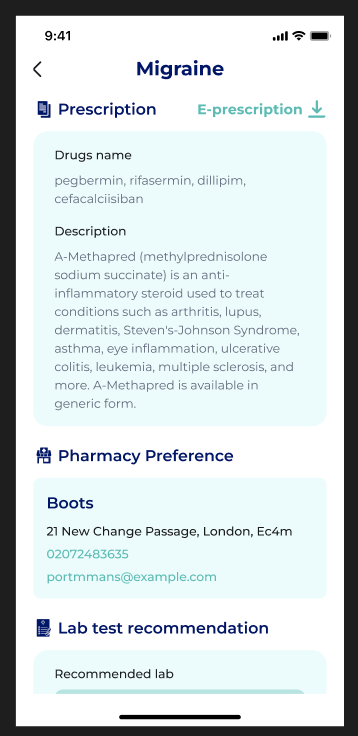 9:41
Migraine
Prescription
E-prescription
Drugs name
pegbermin, rifasermin, dillipim,
cefacalciisiban
Description
A-Methapred (methylprednisolone
sodium succinate) is an anti-
inflammatory steroid used to treat
conditions such as arthritis, lupus,
dermatitis, Steven's-Johnson Syndrome,
asthma, eye inflammation, ulcerative
colitis, leukemia, multiple sclerosis, and
more. A-Methapred is available in
generic form.
Pharmacy Preference
Boots
21 New Change Passage, London, Ec4m
02072483635
portmmans@example.com
Lab test recommendation
Recommended lab